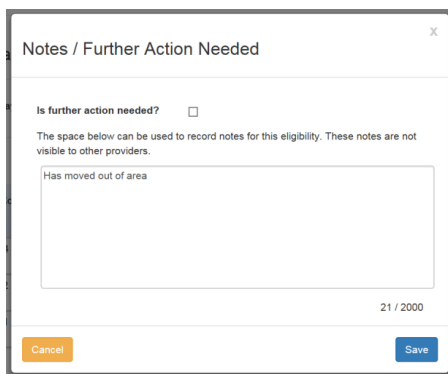 X
Notes / Further Action Needed
Is further action needed?
The space below can be used to record notes for this eligibility. These notes are not
visible to other providers.
Has moved out of area
21 / 2000
Cancel
Save